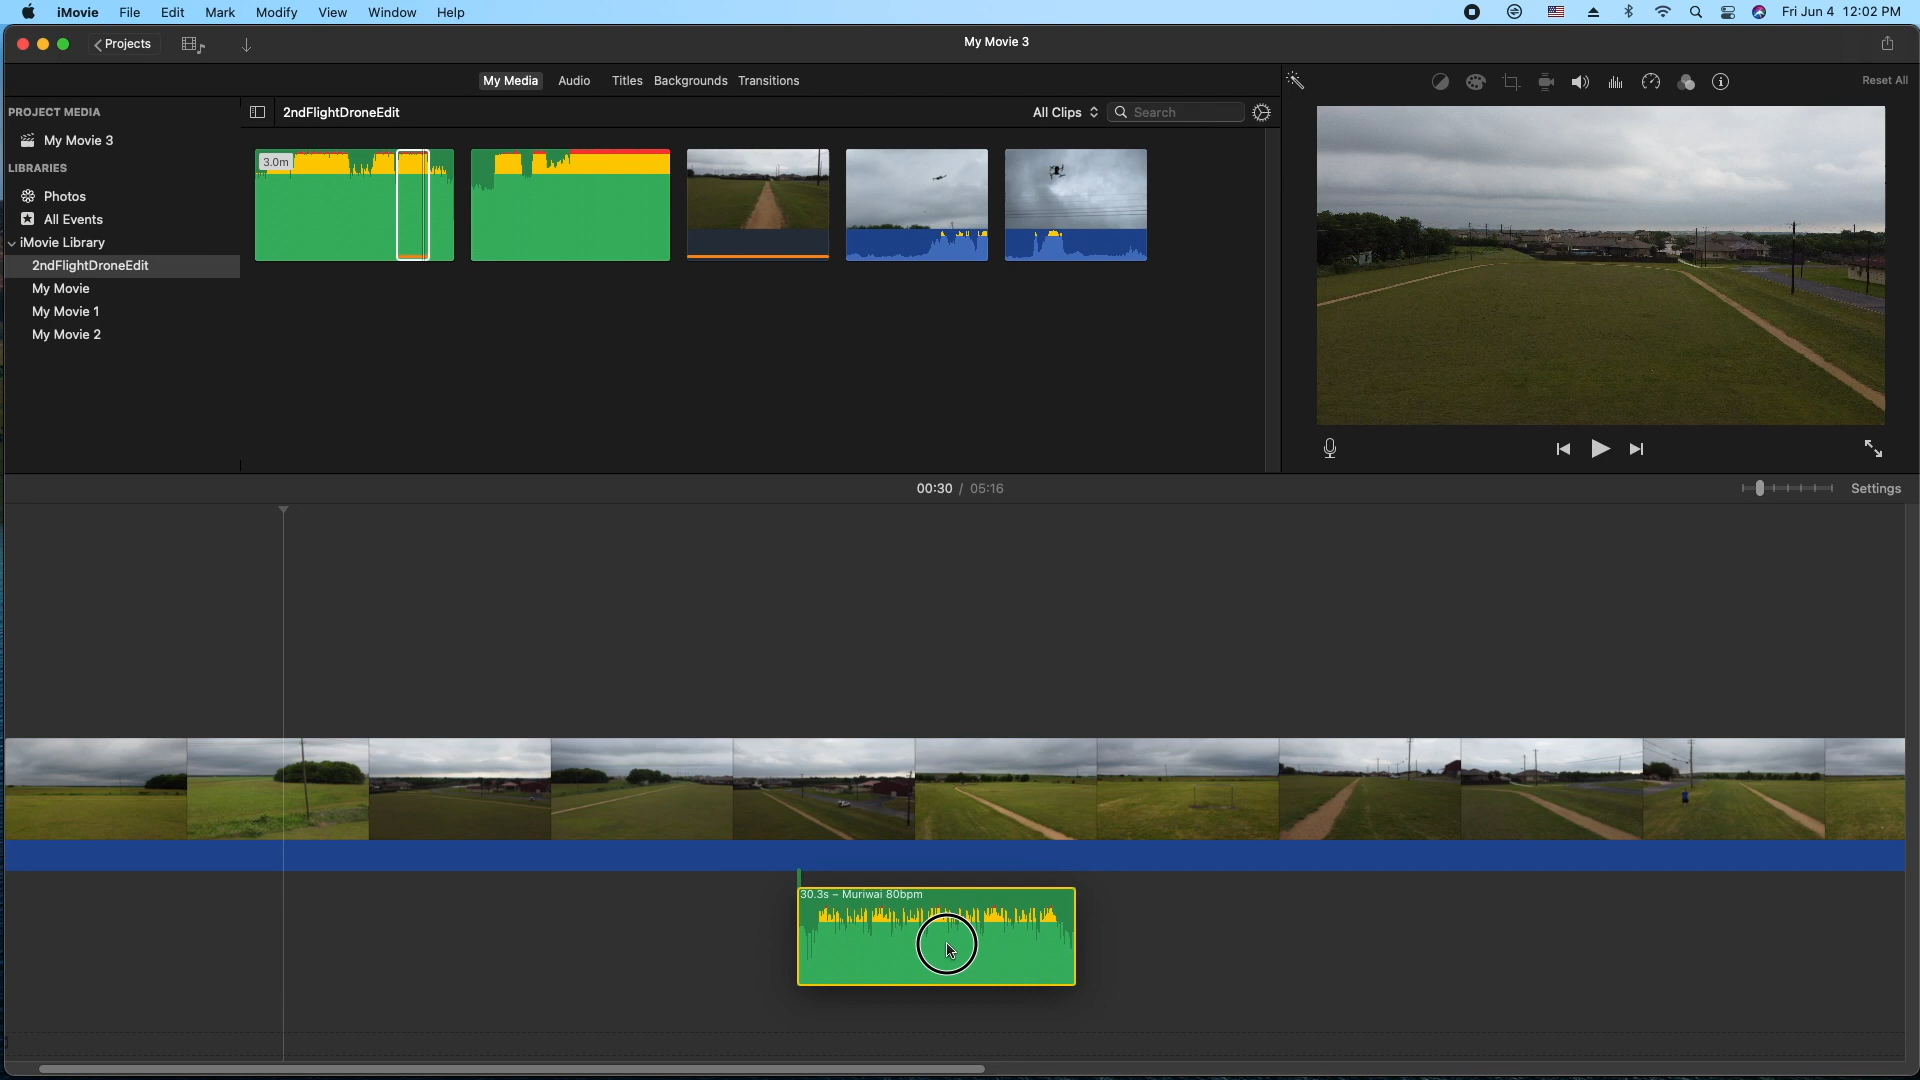 iMovie File Edit Mark Modify View Window Help Fri Jun 4 12:02 PM
Projects My Movie 3
My Media Audio Titles Backgrounds Transitions Reset All
PROJECT MEDIA 2ndFlightDroneEdit All Clips Search
My Movie 3
LIBRARIES 3.0m
Photos
All Events
iMovie Library
2ndFlightDroneEdit
My Movie
My Movie 1
My Movie 2
00:30 / 05:16 Settings
30.3s – Muriwai 80bpm